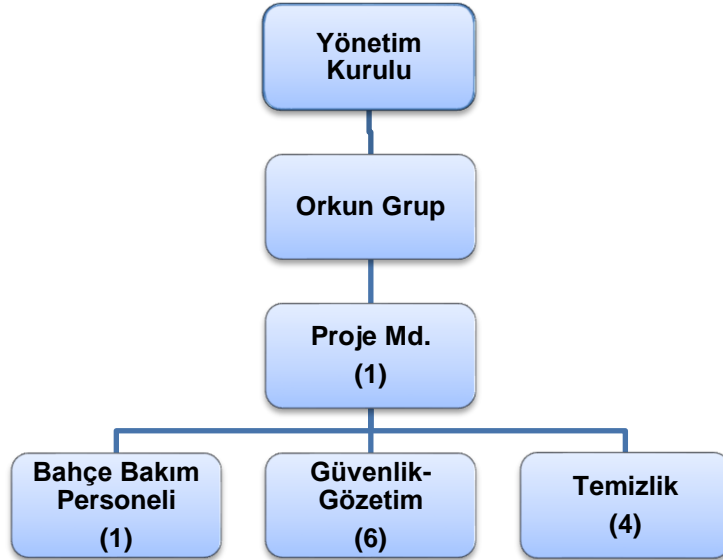 Yönetim
Kurulu
Orkun Grup
Proje Md.
(1)
Bahçe Bakım
Personeli
(1)
Güvenlik-
Gözetim
(6)
Temizlik
(4)